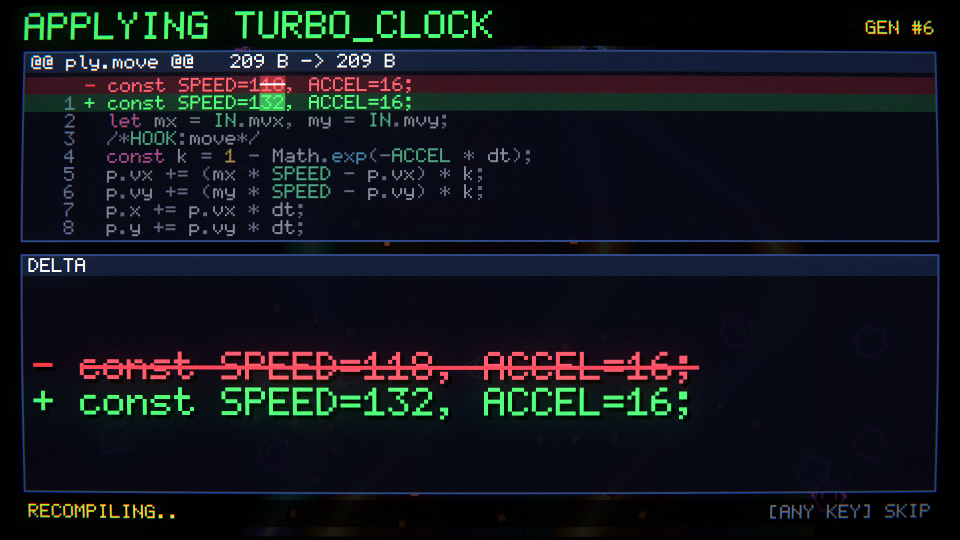 APPLYING TURBO_CLOCK
GEN #6
@@ ply.move @@ 209 B -> 209 B
- const SPEED=118, ACCEL=16;
1 + const SPEED=132, ACCEL=16;
2 let mx = IN.mvx, my = IN.mvy;
3 /*HOOK:move*/
4 const k = 1 - Math.exp(-ACCEL * dt);
5 p.vx += (mx * SPEED - p.vx) * k;
6 p.vy += (my * SPEED - p.vy) * k;
7 p.x += p.vx * dt;
8 p.y += p.vy * dt;
DELTA
- const SPEED=118, ACCEL=16;
+ const SPEED=132, ACCEL=16;
RECOMPILING..
[ANY KEY] SKIP